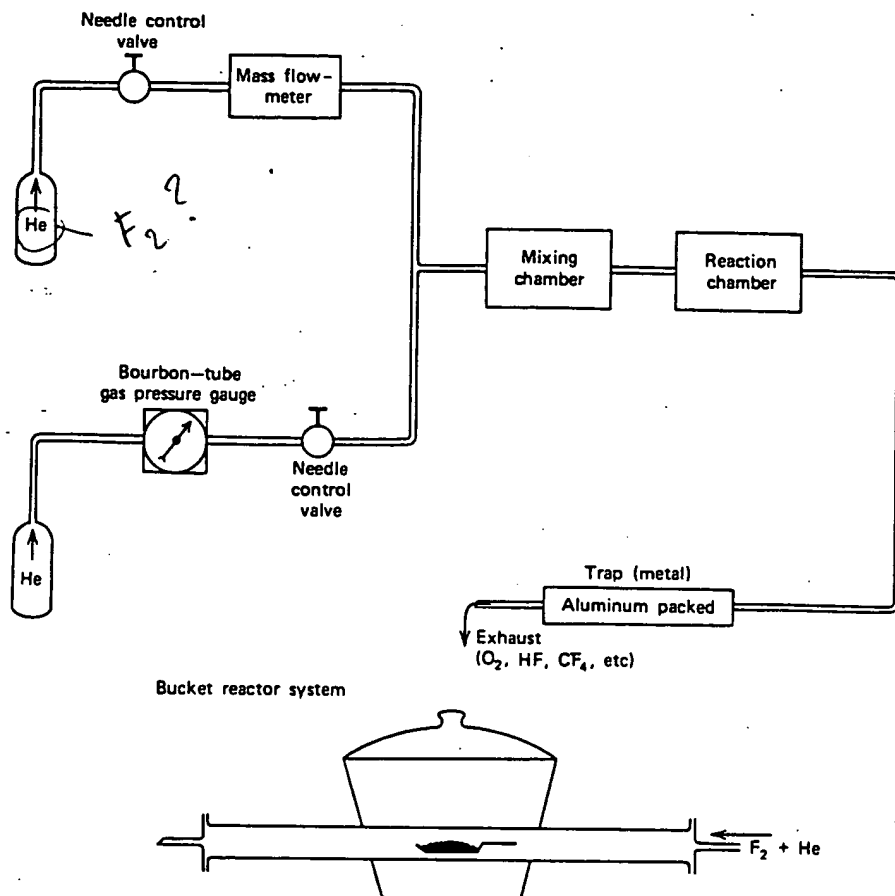 Needle control
valve
Mass flow-
meter
He
F₂ ?
Mixing
chamber
Reaction
chamber
Bourbon-tube
gas pressure gauge
Needle
control
valve
He
Trap (metal)
Aluminum packed
Exhaust
(O₂, HF, CF₄, etc)
Bucket reactor system
F₂ + He